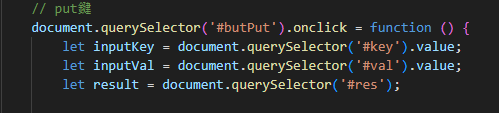 // put鍵
document.querySelector('#butPut').onclick = function () {
let inputKey = document.querySelector('#key').value;
let inputVal = document.querySelector('#val').value;
let result = document.querySelector('#res');